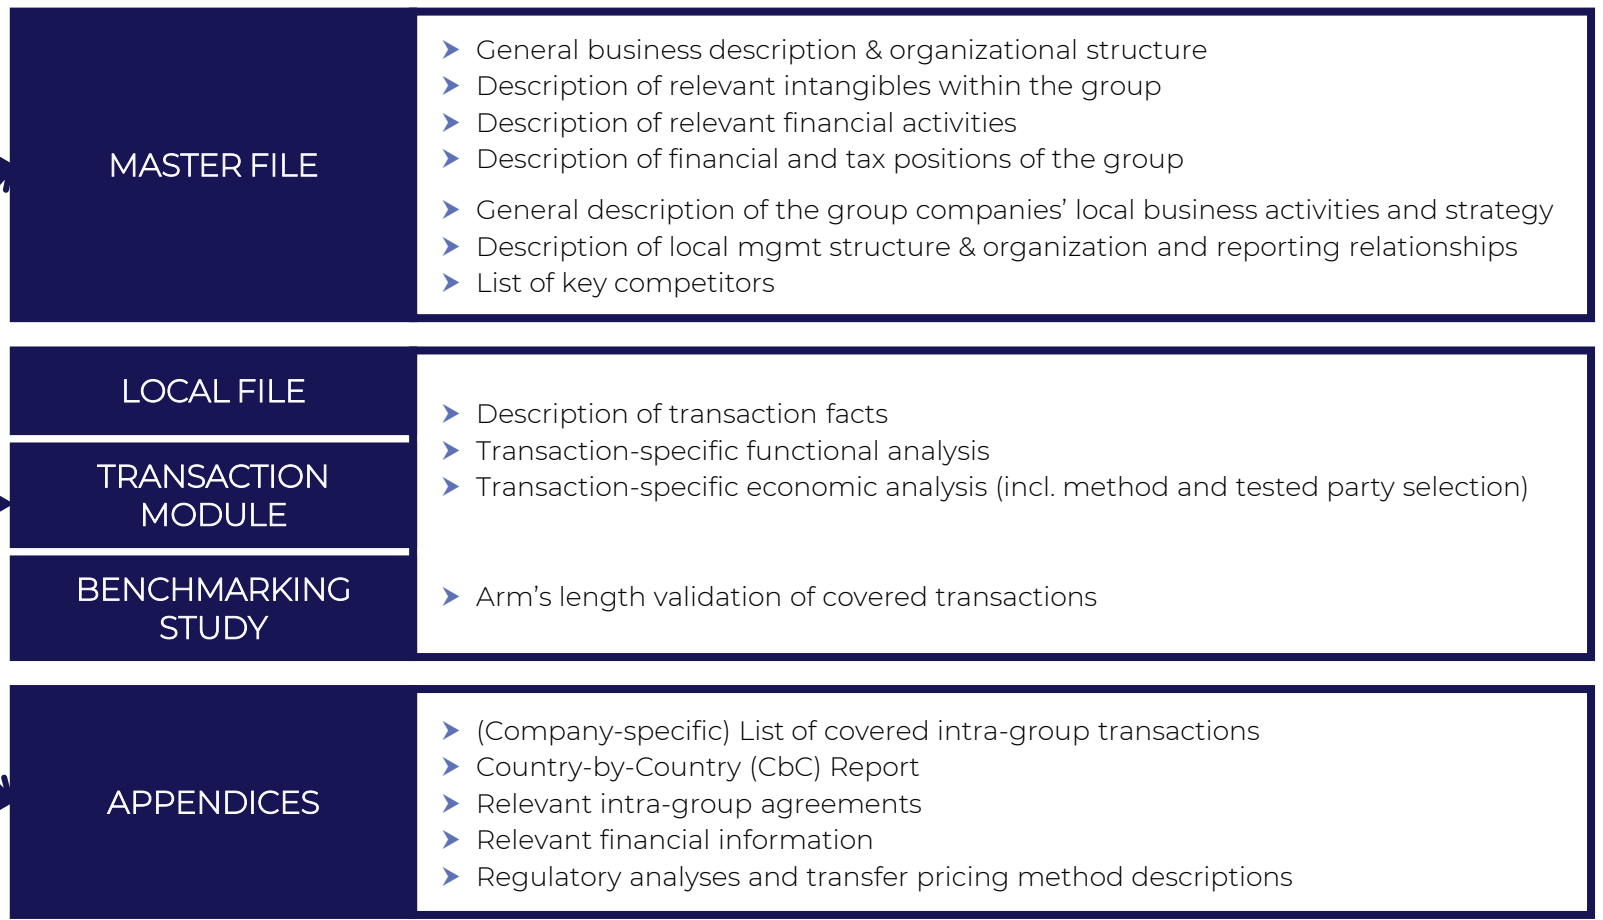 MASTER FILE
General business description & organizational structure
Description of relevant intangibles within the group
Description of relevant financial activities
Description of financial and tax positions of the group
General description of the group companies’ local business activities and strategy
Description of local mgmt structure & organization and reporting relationships
List of key competitors
LOCAL FILE
TRANSACTION
MODULE
Description of transaction facts
Transaction-specific functional analysis
Transaction-specific economic analysis (incl. method and tested party selection)
BENCHMARKING
STUDY
Arm’s length validation of covered transactions
APPENDICES
(Company-specific) List of covered intra-group transactions
Country-by-Country (CbC) Report
Relevant intra-group agreements
Relevant financial information
Regulatory analyses and transfer pricing method descriptions